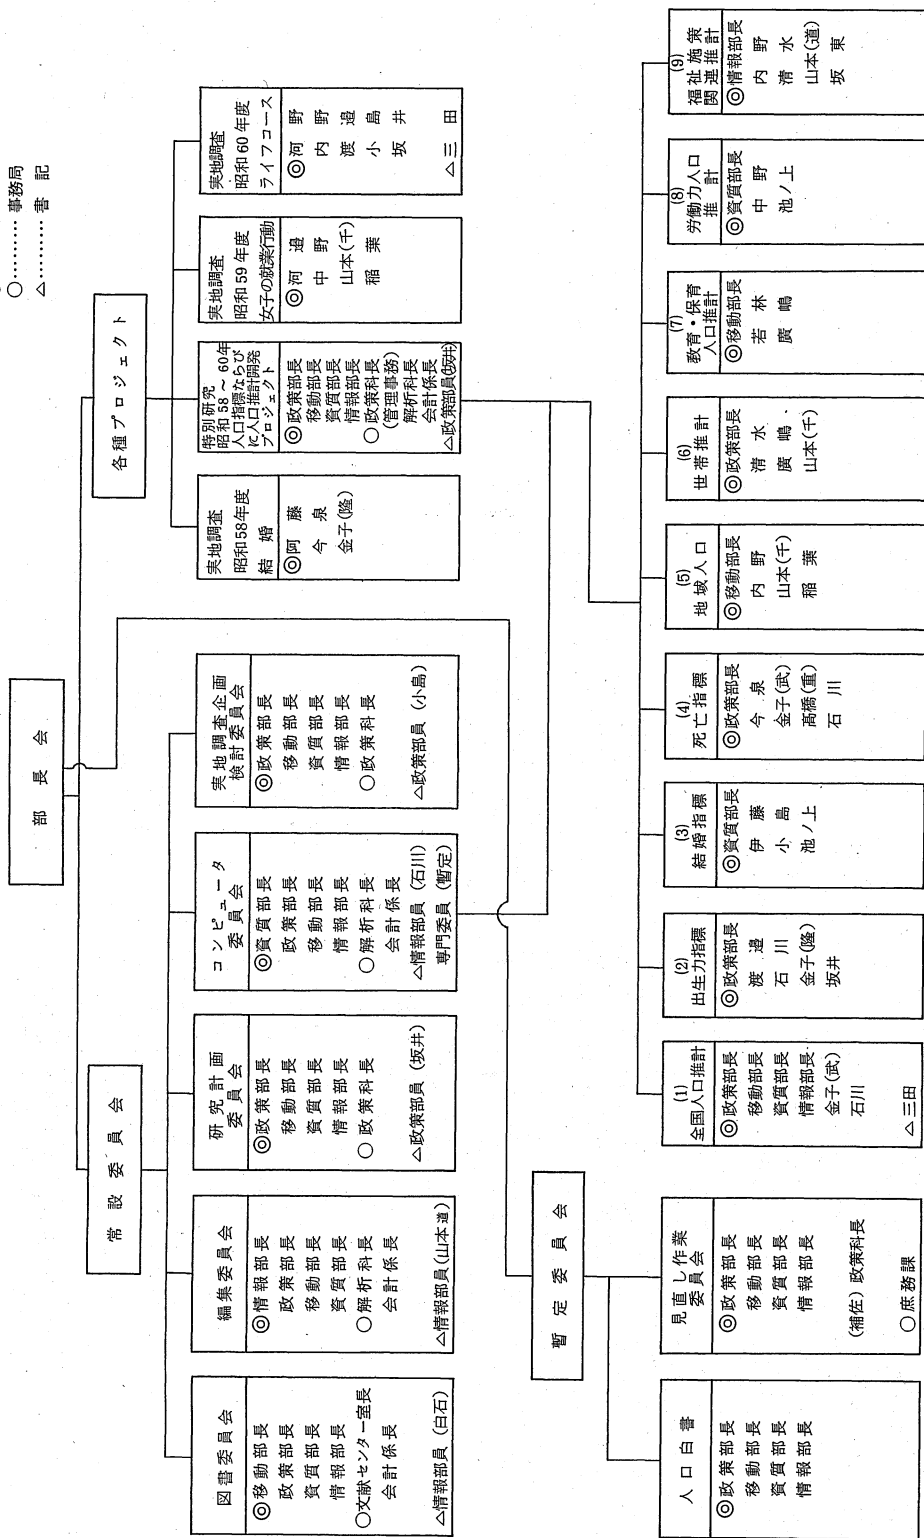 ○………事務局
△………書記
部長会
常設委員会
各種プロジェクト
図書委員会
◎移動部長
政策部長
資質部長
情報部長
○文献センター室長
会計係長
△情報部員(白石)
編集委員会
◎情報部長
政策部長
移動部長
資質部長
○解析科長
会計係長
△情報部員(山本道)
研究計画
委員会
◎政策部長
移動部長
資質部長
情報部長
○政策科長
△政策部員(坂井)
コンピュータ
委員会
◎資質部長
政策部長
移動部長
情報部長
○解析科長
会計係長
△情報部員(石川)
専門委員(暫定)
実地調査企画
検討委員会
◎政策部長
移動部長
資質部長
情報部長
○政策科長
△政策部員(小島)
実地調査
昭和58年度
結婚
◎阿藤
今泉
金子(隆)
特別研究
昭和58～60年
人口指標ならび
に人口推計開発
プロジェクト
◎政策部長
移動部長
資質部長
情報部長
○政策科長
(管理事務)
解析科長
会計係長
△政策部員(坂井)
実地調査
昭和59年度
女子の就業行動
◎河邉
中野
山本(千)
稲葉
実地調査
昭和60年度
ライフコース
◎河野
内野
渡邉
小島
坂井
△三田
暫定委員会
人口白書
◎政策部長
移動部長
資質部長
情報部長
見直し作業
委員会
◎政策部長
移動部長
資質部長
情報部長
(補佐)政策科長
○庶務課
(1)
全国人口推計
◎政策部長
移動部長
資質部長
情報部長
金子(武)
石川
△三田
(2)
出生力指標
◎政策部長
渡邉
石川
金子(隆)
坂井
(3)
結婚指標
◎資質部長
伊藤
小島
池ノ上
(4)
死亡指標
◎政策部長
今泉
金子(武)
高橋(重)
石川
(5)
地域人口
◎移動部長
内野
山本(千)
稲葉
(6)
世帯推計
◎政策部長
清水
廣嶋
山本(千)
(7)
教育・保育
人口推計
◎移動部長
若林
廣嶋
(8)
労働力人口
推計
◎資質部長
中野
池ノ上
(9)
福祉施策
関連推計
◎情報部長
内野
清水
山本(道)
坂東